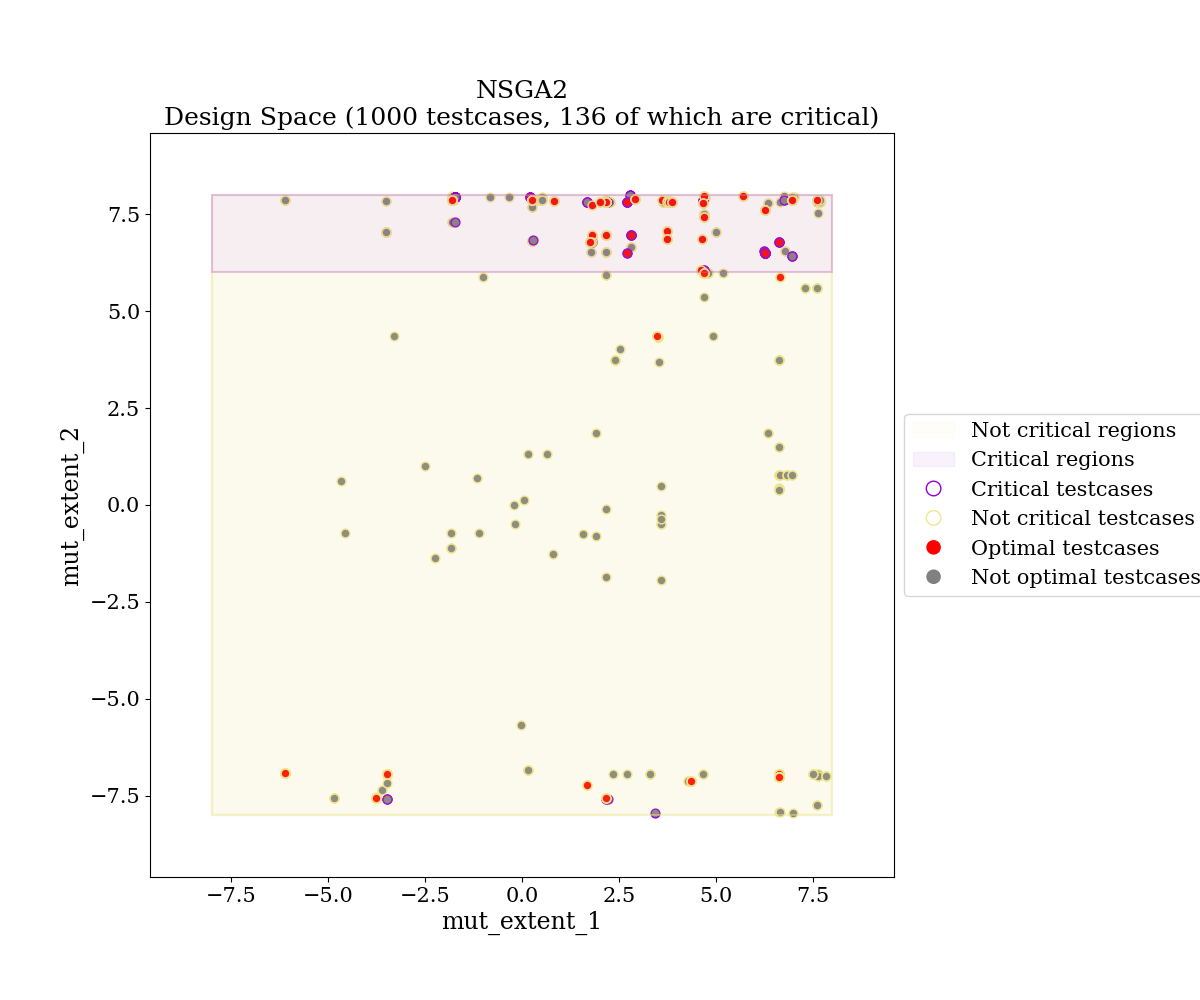 NSGA2
Design Space (1000 testcases, 136 of which are critical)
7.5
5.0
2.5
0.0
−2.5
−5.0
−7.5
mut_extent_2
−7.5 −5.0 −2.5 0.0 2.5 5.0 7.5
mut_extent_1
Not critical regions
Critical regions
Critical testcases
Not critical testcases
Optimal testcases
Not optimal testcases